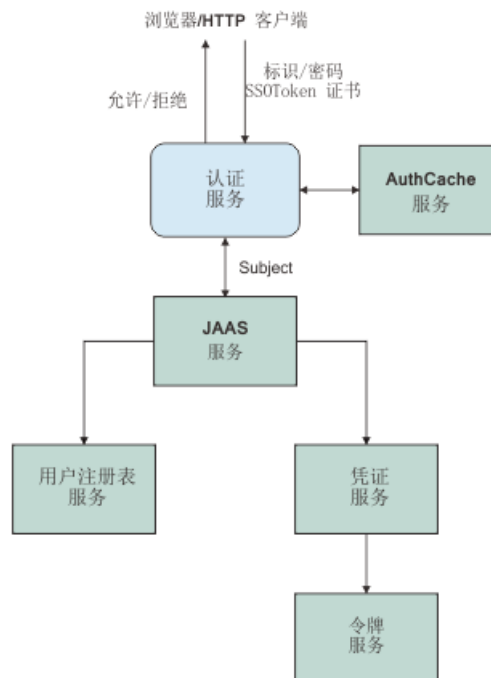 浏览器/HTTP 客户端
标识/密码
SSOToken 证书
允许/拒绝
认证
服务
AuthCache
服务
Subject
JAAS
服务
用户注册表
服务
凭证
服务
令牌
服务